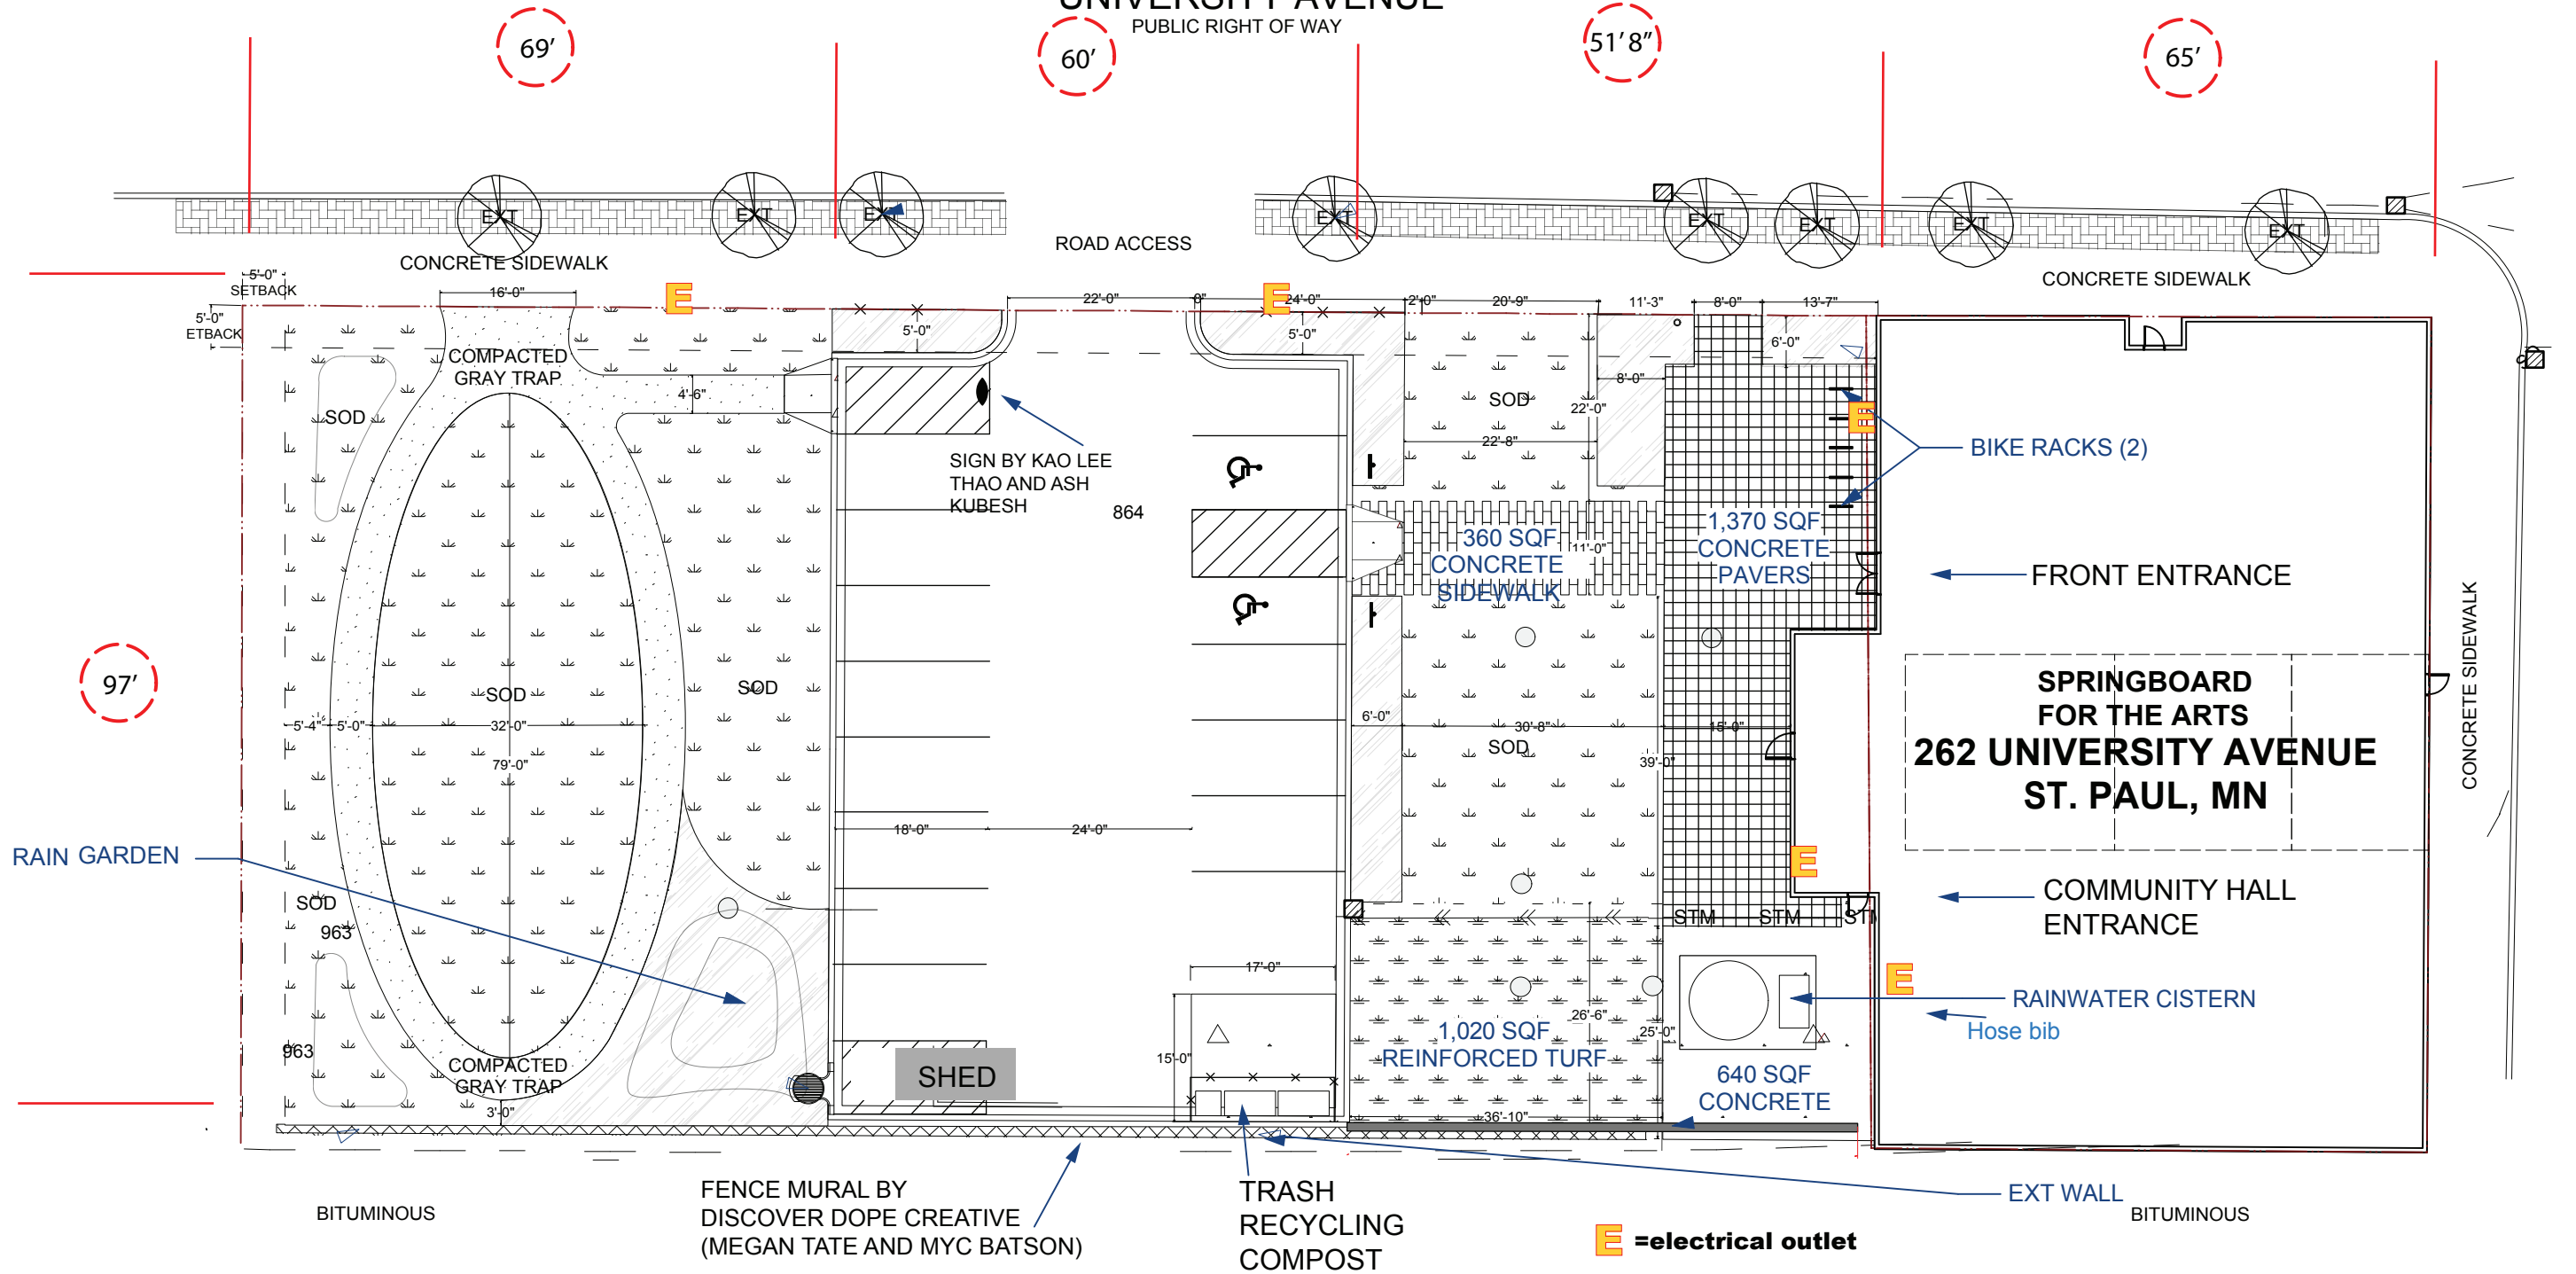 UNIVERSITY AVENUE
PUBLIC RIGHT OF WAY
69’
60’
51’ 8”
65’
EXT
EXT
EXT
EXT
EXT
EXT
EXT
EXT
ROAD ACCESS
CONCRETE SIDEWALK
CONCRETE SIDEWALK
5'-0"
SETBACK
5'-0"
ETBACK
16'-0"
E
22'-0"
E
24'-0"
2'-0"
20'-9"
11'-3"
8'-0"
13'-7"
5'-0"
5'-0"
6'-0"
COMPACTED
GRAY TRAP
4'-6"
8'-0"
SOD
SOD
22'-0"
22'-8"
E
BIKE RACKS (2)
SIGN BY KAO LEE
THAO AND ASH
KUBESH
864
360 SQF
CONCRETE
SIDEWALK
11'-0"
1,370 SQF
CONCRETE
PAVERS
FRONT ENTRANCE
CONCRETE SIDEWALK
97’
SOD
SOD
5'-4"
5'-0"
32'-0"
79'-0"
6'-0"
30'-8"
15'-0"
SOD
39'-0"
SPRINGBOARD
FOR THE ARTS
262 UNIVERSITY AVENUE
ST. PAUL, MN
18'-0"
24'-0"
RAIN GARDEN
E
SOD
963
STM
STM
STM
COMMUNITY HALL
ENTRANCE
17'-0"
E
RAINWATER CISTERN
Hose bib
963
COMPACTED
GRAY TRAP
3'-0"
SHED
15'-0"
1,020 SQF
REINFORCED TURF
26'-6"
25'-0"
640 SQF
CONCRETE
36'-10"
BITUMINOUS
FENCE MURAL BY
DISCOVER DOPE CREATIVE
(MEGAN TATE AND MYC BATSON)
TRASH
RECYCLING
COMPOST
EXT WALL
BITUMINOUS
E =electrical outlet